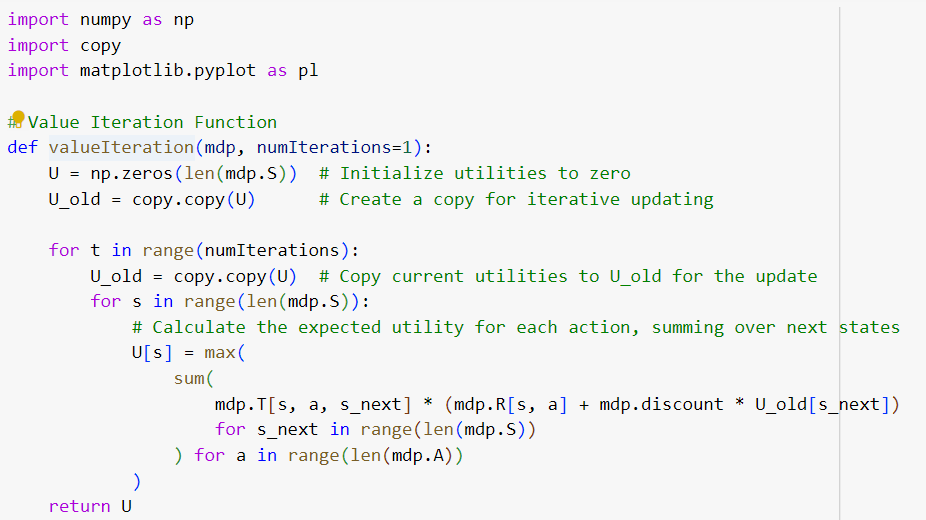 import numpy as np
import copy
import matplotlib.pyplot as pl
# Value Iteration Function
def valueIteration(mdp, numIterations=1):
    U = np.zeros(len(mdp.S))  # Initialize utilities to zero
    U_old = copy.copy(U)      # Create a copy for iterative updating
    for t in range(numIterations):
        U_old = copy.copy(U)  # Copy current utilities to U_old for the update
        for s in range(len(mdp.S)):
            # Calculate the expected utility for each action, summing over next states
            U[s] = max(
                sum(
                    mdp.T[s, a, s_next] * (mdp.R[s, a] + mdp.discount * U_old[s_next])
                    for s_next in range(len(mdp.S))
                ) for a in range(len(mdp.A))
            )
    return U